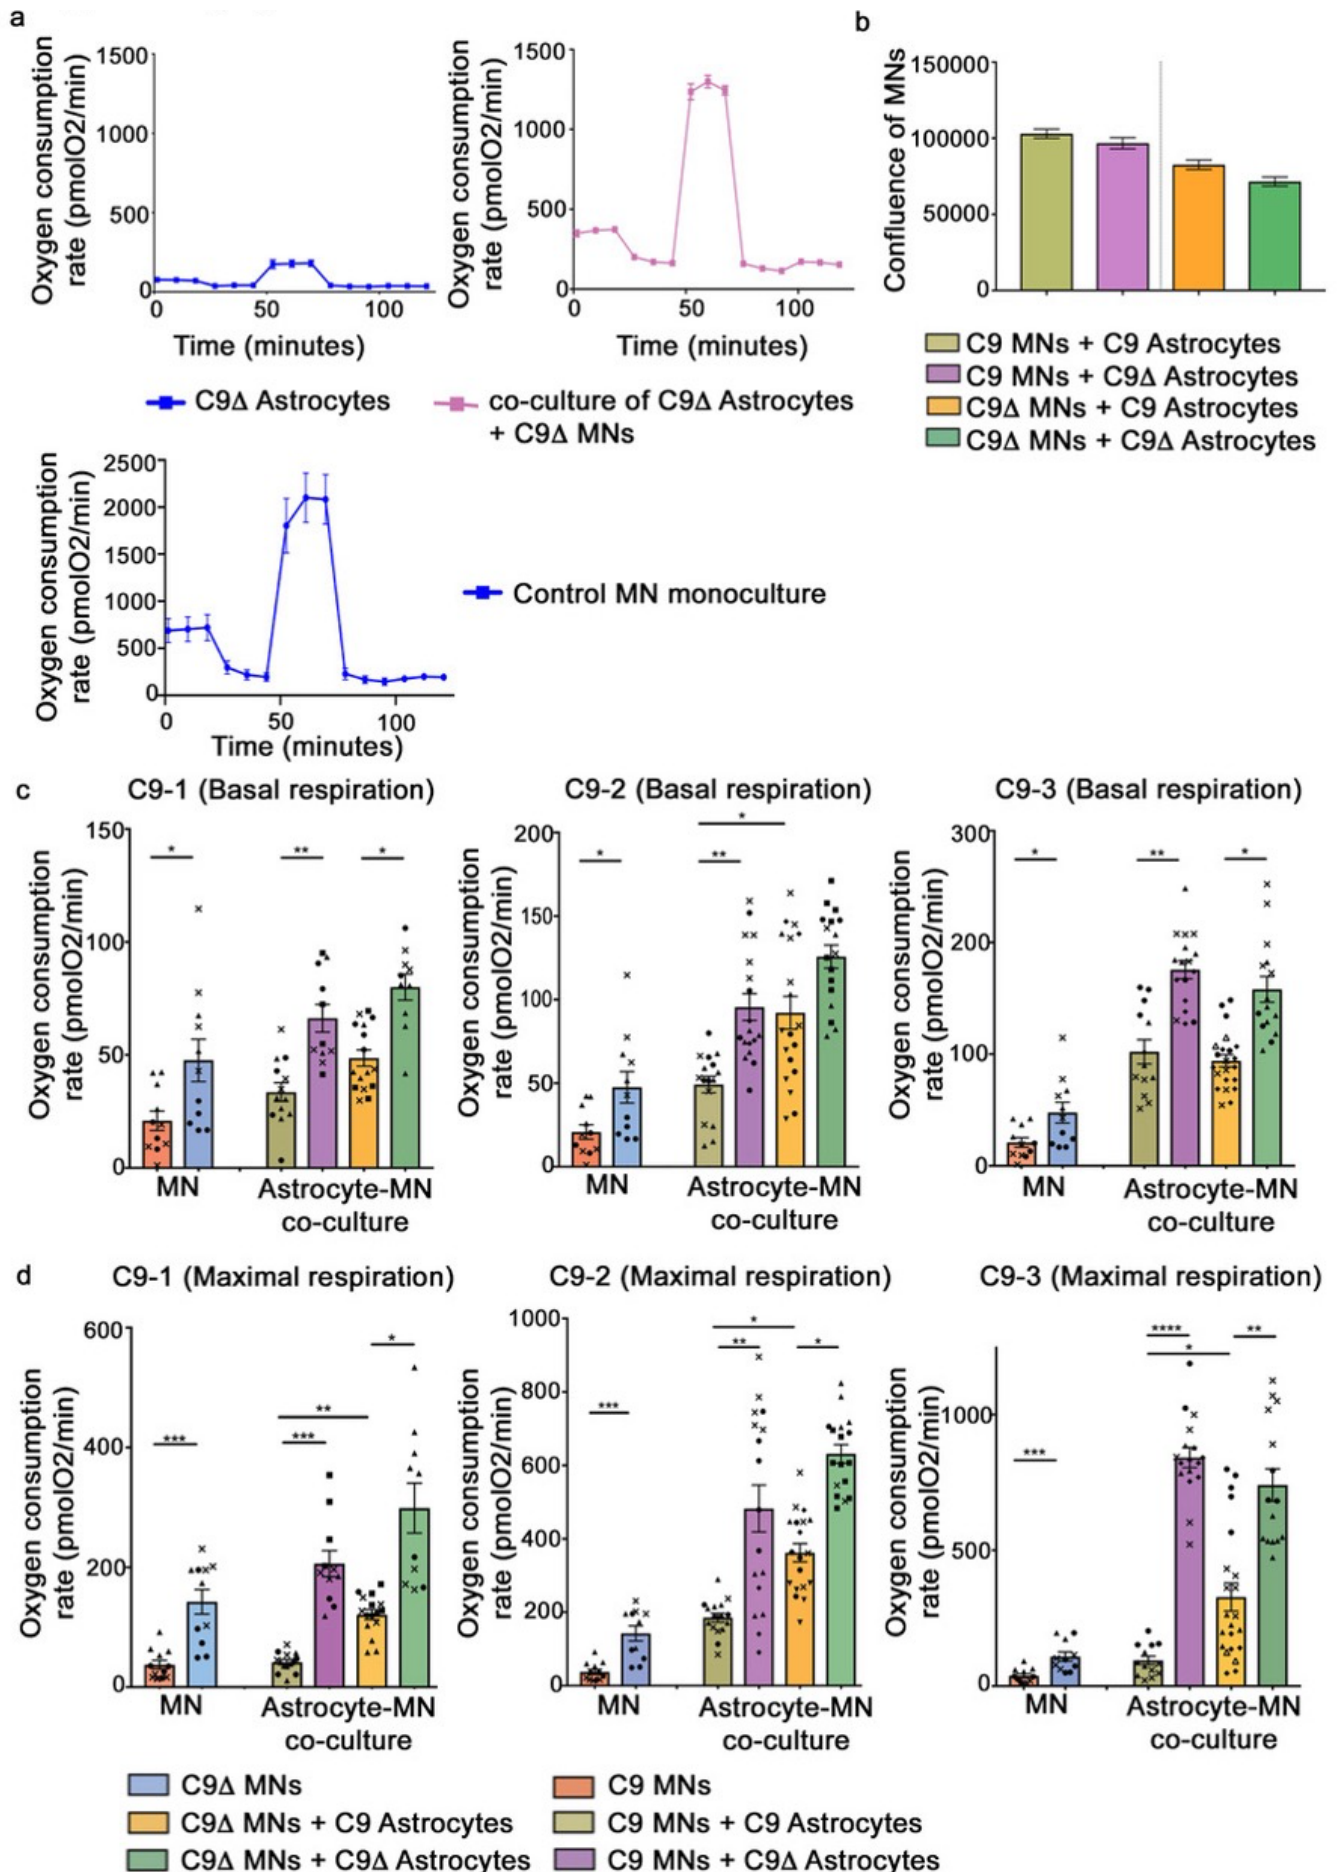 a
Oxygen consumption
rate (pmolO2/min)
1500
1000
500
0
0
50
100
Time (minutes)
Oxygen consumption
rate (pmolO2/min)
1500
1000
500
0
0
50
100
Time (minutes)
C9Δ Astrocytes
co-culture of C9Δ Astrocytes
+ C9Δ MNs
Oxygen consumption
rate (pmolO2/min)
2500
2000
1500
1000
500
0
0
50
100
Time (minutes)
Control MN monoculture
b
Confluence of MNs
150000
100000
50000
0
C9 MNs + C9 Astrocytes
C9 MNs + C9Δ Astrocytes
C9Δ MNs + C9 Astrocytes
C9Δ MNs + C9Δ Astrocytes
c
C9-1 (Basal respiration)
Oxygen consumption
rate (pmolO2/min)
150
100
50
0
*
**
*
MN
Astrocyte-MN
co-culture
C9-2 (Basal respiration)
Oxygen consumption
rate (pmolO2/min)
200
150
100
50
0
*
*
**
MN
Astrocyte-MN
co-culture
C9-3 (Basal respiration)
Oxygen consumption
rate (pmolO2/min)
300
200
100
0
*
**
*
MN
Astrocyte-MN
co-culture
d
C9-1 (Maximal respiration)
Oxygen consumption
rate (pmolO2/min)
600
400
200
0
***
**
***
*
MN
Astrocyte-MN
co-culture
C9-2 (Maximal respiration)
Oxygen consumption
rate (pmolO2/min)
1000
800
600
400
200
0
***
*
**
*
MN
Astrocyte-MN
co-culture
C9-3 (Maximal respiration)
Oxygen consumption
rate (pmolO2/min)
1000
500
0
***
****
*
**
MN
Astrocyte-MN
co-culture
C9Δ MNs
C9 MNs
C9Δ MNs + C9 Astrocytes
C9 MNs + C9 Astrocytes
C9Δ MNs + C9Δ Astrocytes
C9 MNs + C9Δ Astrocytes